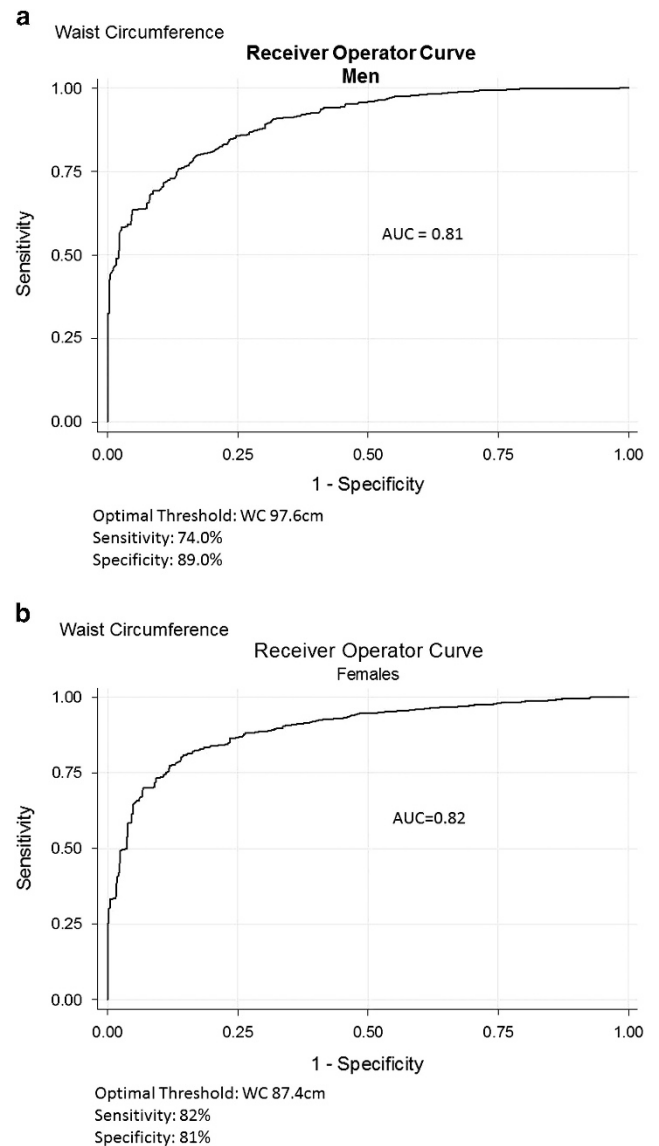 a
Waist Circumference
Receiver Operator Curve
Men
1.00
0.75
0.50
0.25
0.00
Sensitivity
AUC = 0.81
0.00 0.25 0.50 0.75 1.00
1 - Specificity
Optimal Threshold: WC 97.6cm
Sensitivity: 74.0%
Specificity: 89.0%
b
Waist Circumference
Receiver Operator Curve
Females
1.00
0.75
0.50
0.25
0.00
Sensitivity
AUC=0.82
0.00 0.25 0.50 0.75 1.00
1 - Specificity
Optimal Threshold: WC 87.4cm
Sensitivity: 82%
Specificity: 81%